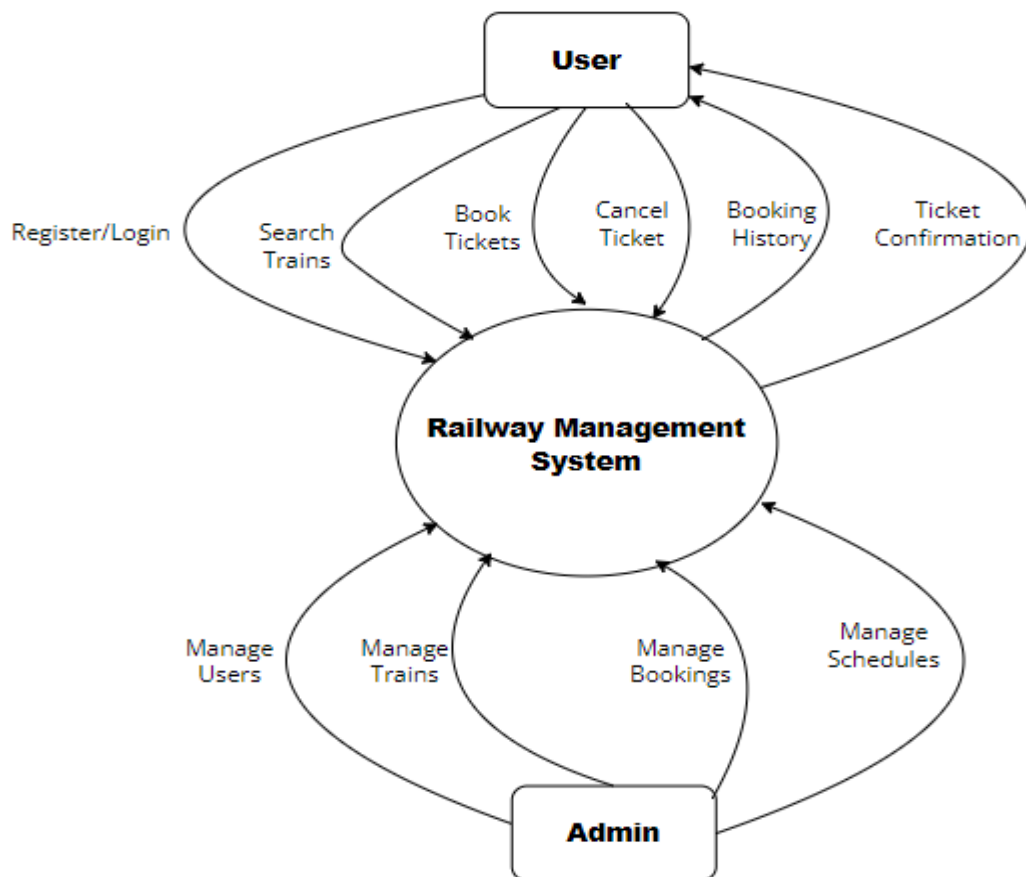 User
Register/Login
Search
Trains
Book
Tickets
Cancel
Ticket
Booking
History
Ticket
Confirmation
Railway Management
System
Manage
Users
Manage
Trains
Manage
Bookings
Manage
Schedules
Admin